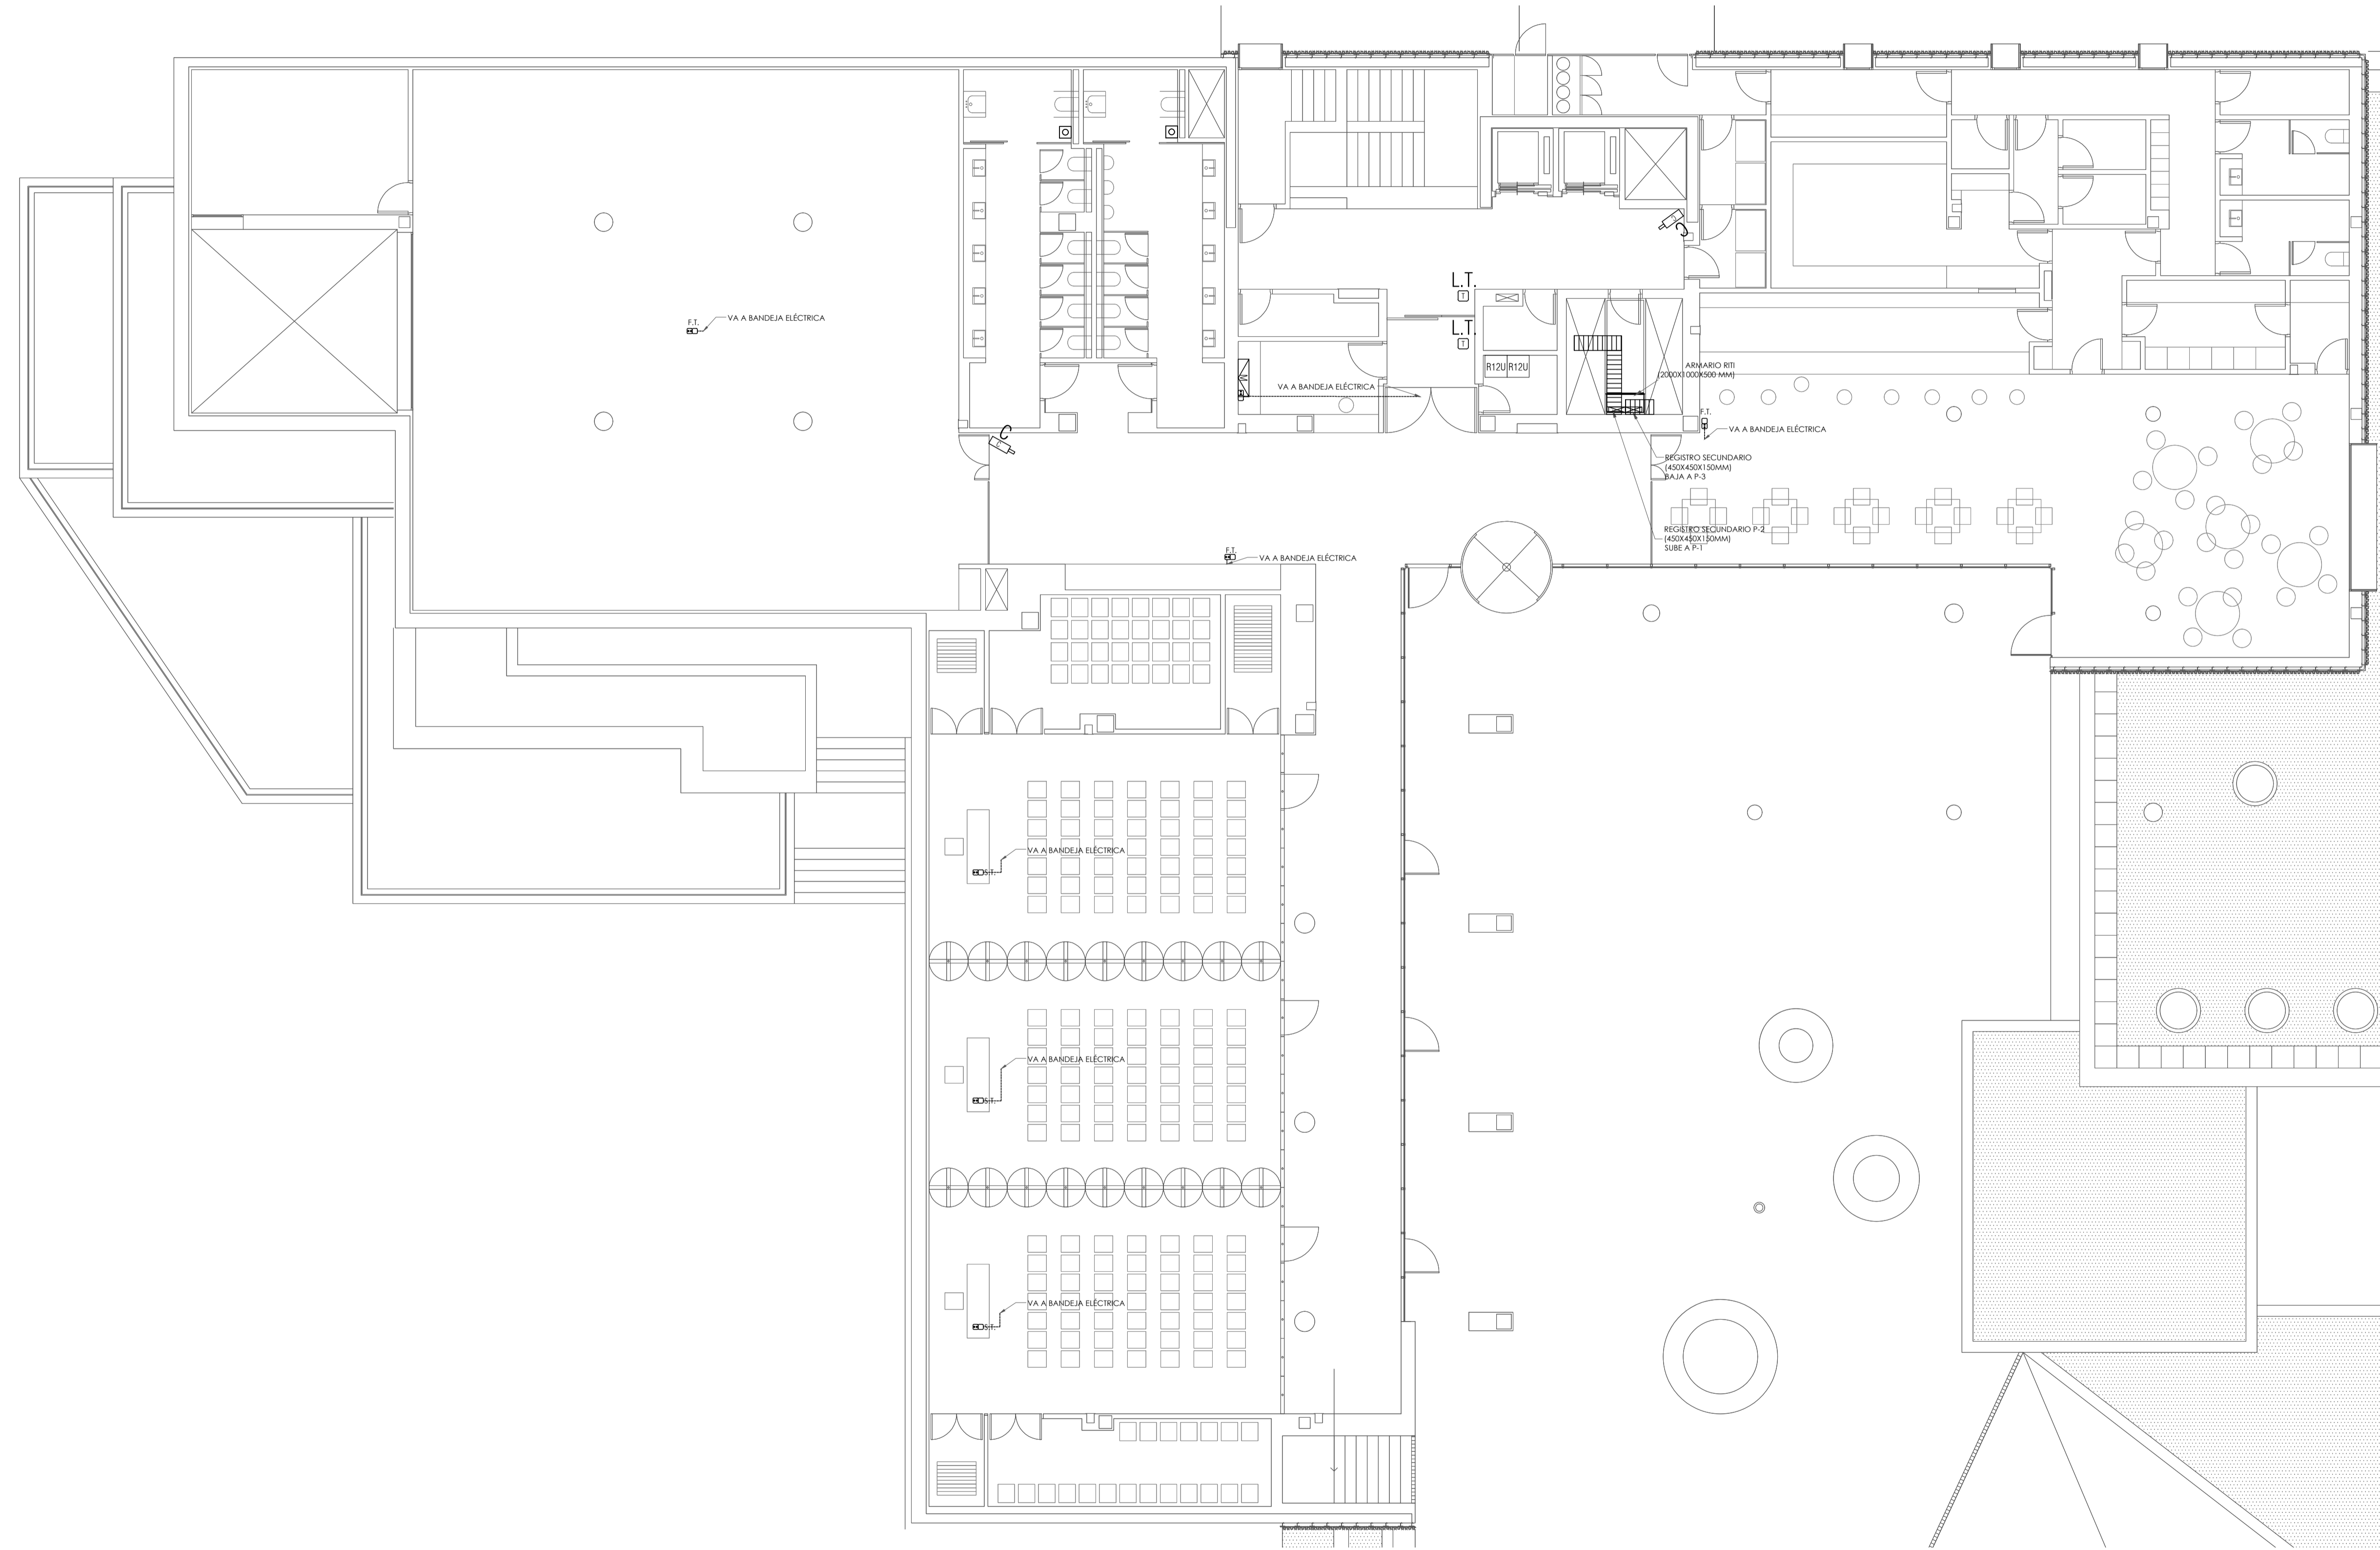 C
L.T.
T
F.T.
VA A BANDEJA ELÉCTRICA
L.T.
T
R12U R12U
ARMARIO RITI
(2000X1000X500 MM)
M
VA A BANDEJA ELÉCTRICA
F.T.
VA A BANDEJA ELÉCTRICA
C
REGISTRO SECUNDARIO
(450X450X150MM)
BAJA A P-3
REGISTRO SECUNDARIO P-2
(450X450X150MM)
SUBE A P-1
F.T.
VA A BANDEJA ELÉCTRICA
VA A BANDEJA ELÉCTRICA
S.T.
VA A BANDEJA ELÉCTRICA
S.T.
VA A BANDEJA ELÉCTRICA
S.T.